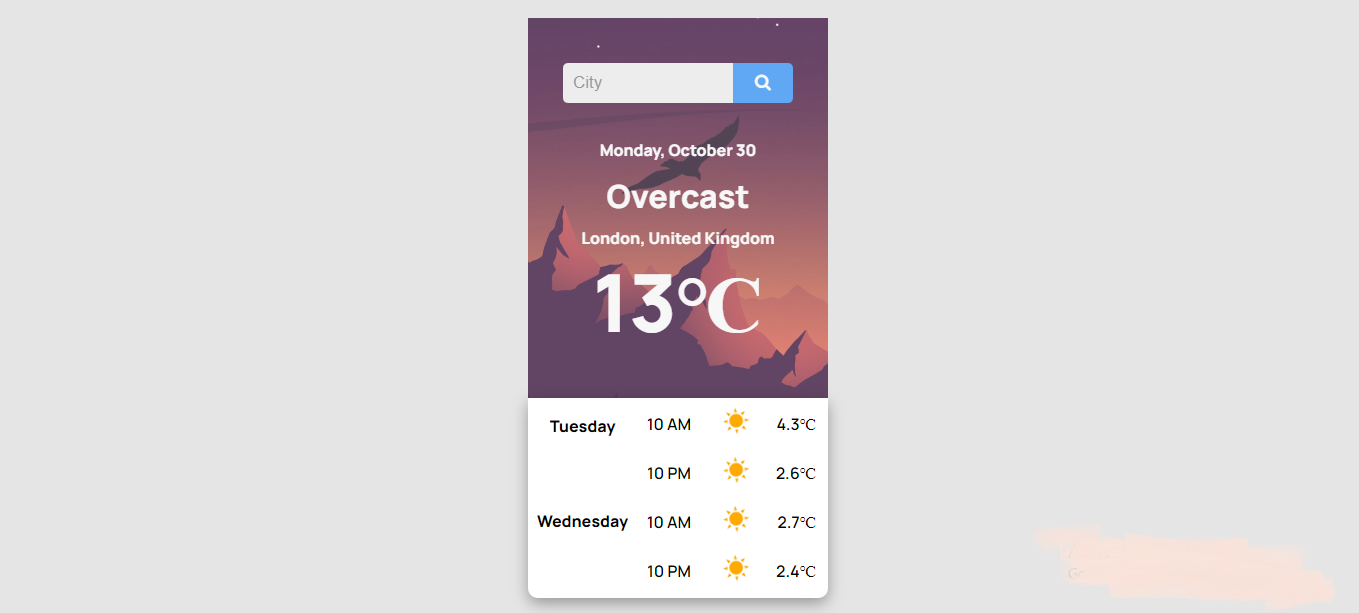 City
Monday, October 30
Overcast
London, United Kingdom
13℃
Tuesday 10 AM 4.3℃
10 PM 2.6℃
Wednesday 10 AM 2.7℃
10 PM 2.4℃